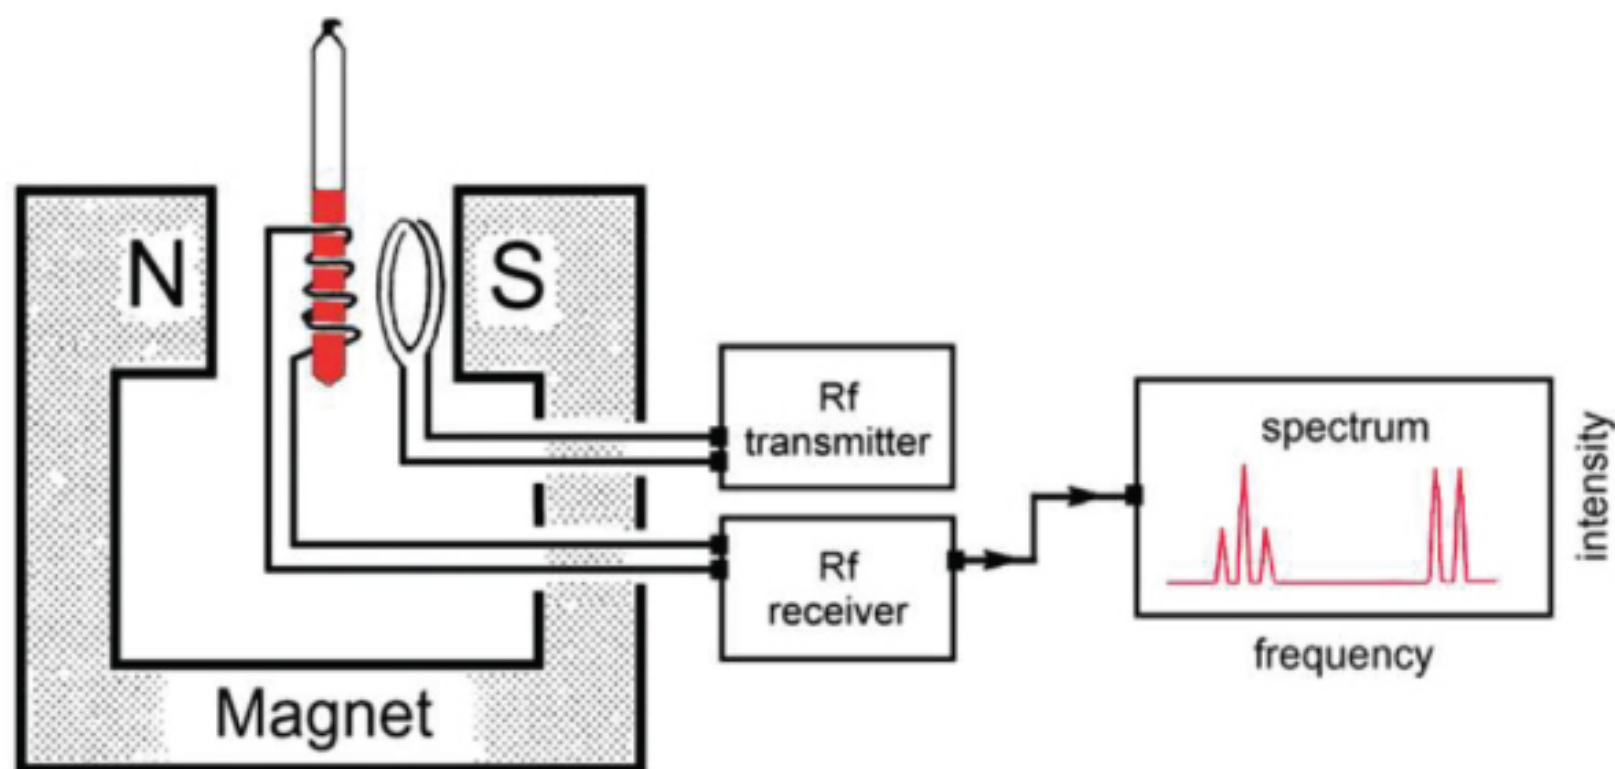 N
S
Rf
transmitter
Rf
receiver
Magnet
spectrum
intensity
frequency